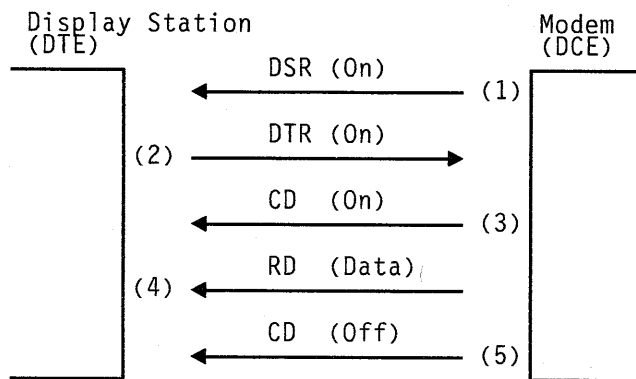 Display Station Modem
(DTE) (DCE)
DSR (On) (1)
(2) DTR (On)
CD (On) (3)
(4) RD (Data)
CD (Off) (5)